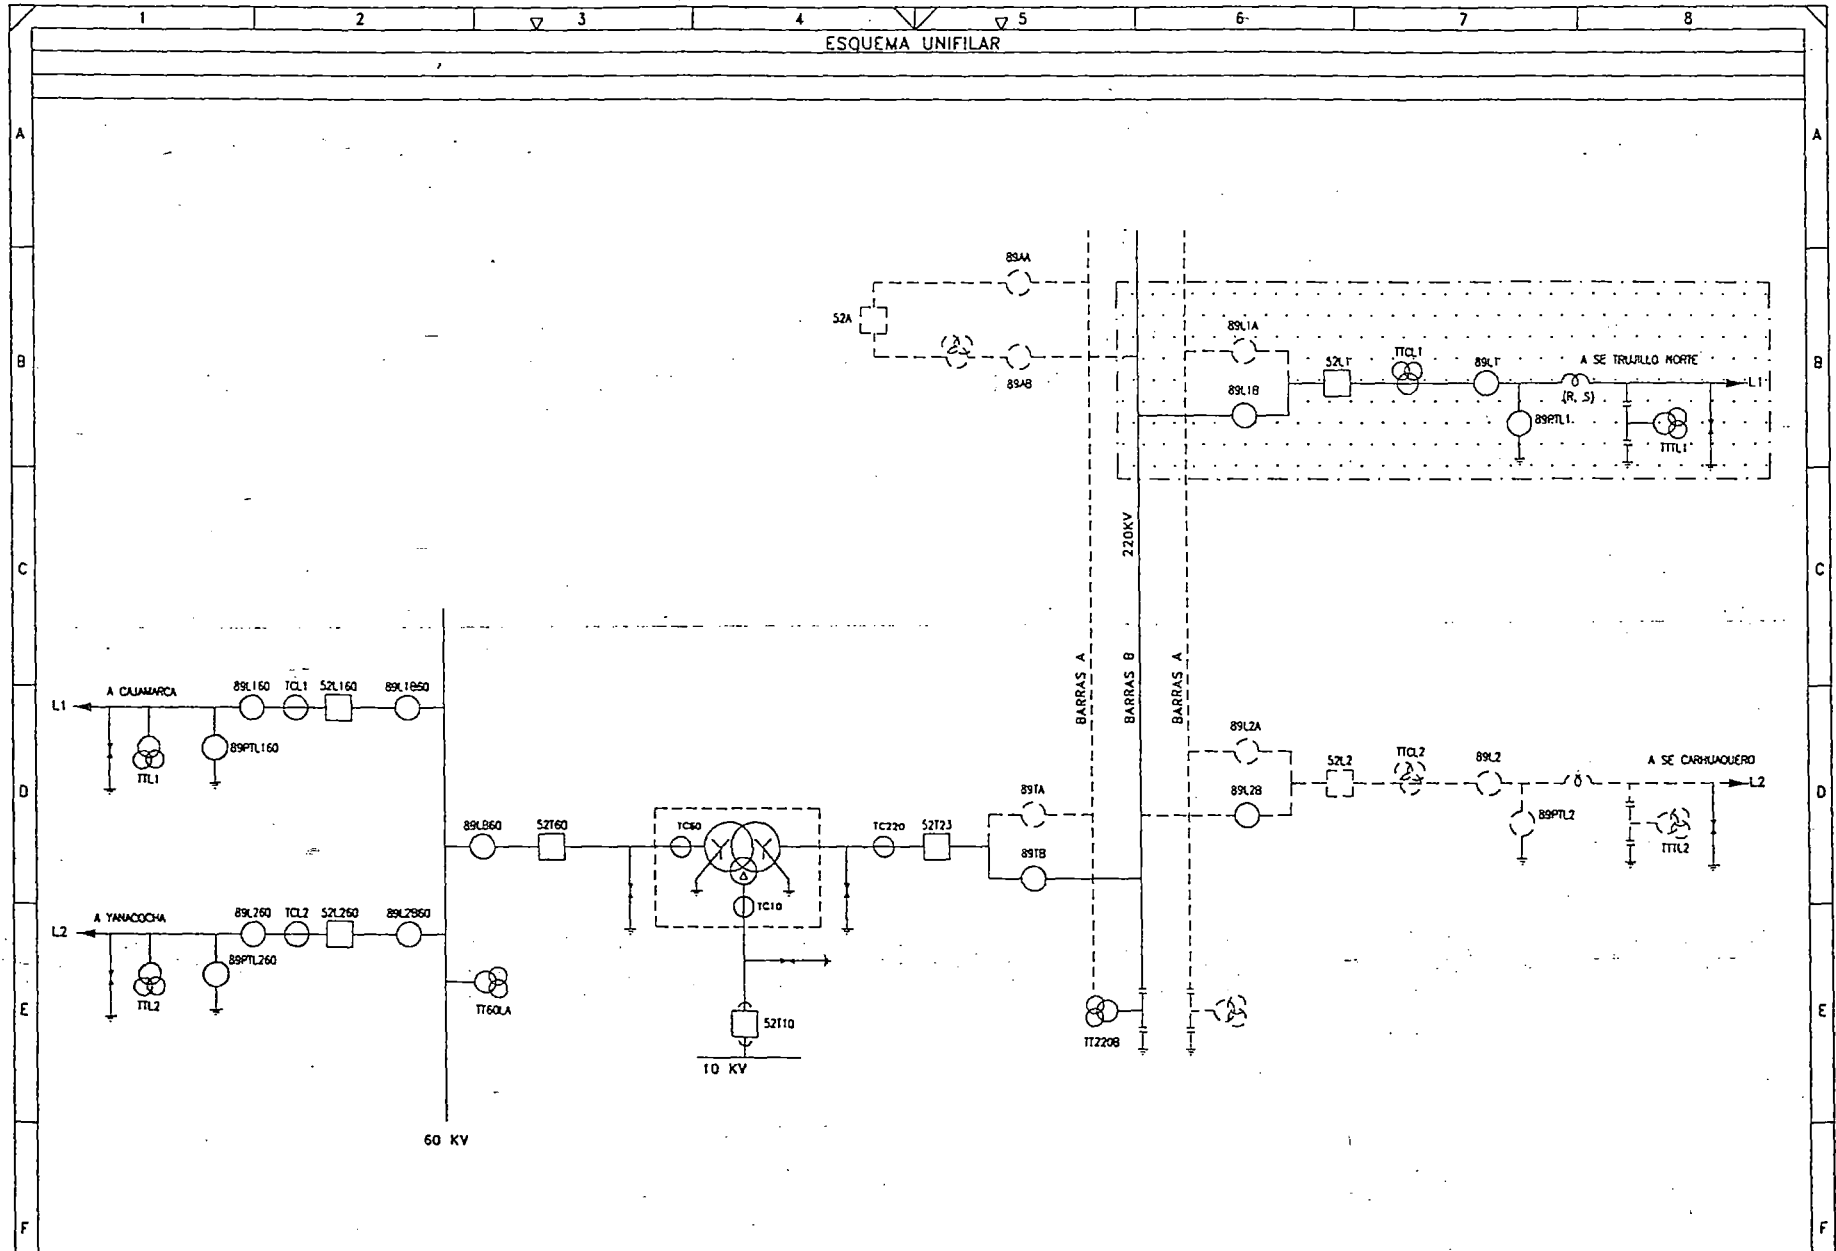 1 2 3 4 5 6 7 8
ESQUEMA UNIFILAR
A A
89AA
52A
89AB
B B
89L1A
52L1
TTCL1
89L1
A SE TRUJILLO NORTE
L1
89L1B
(R, S)
89PTL1
TTTL1
220KV
C C
BARRAS A
BARRAS B
BARRAS A
L1
A CAJAMARCA
89L160
TCL1
52L160
89L1B60
89PTL160
TTL1
89L2A
52L2
TTCL2
89L2
A SE CARHUAQUERO
L2
D D
89TA
89L2B
89PTL2
TTTL2
89LB60
52T60
TC60
TC220
52T23
89TB
Δ
TC10
L2
A YANACOCHA
89L260
TCL2
52L260
89L2B60
89PTL260
TTL2
TT60LA
E E
52T10
TT220B
10 KV
60 KV
F F